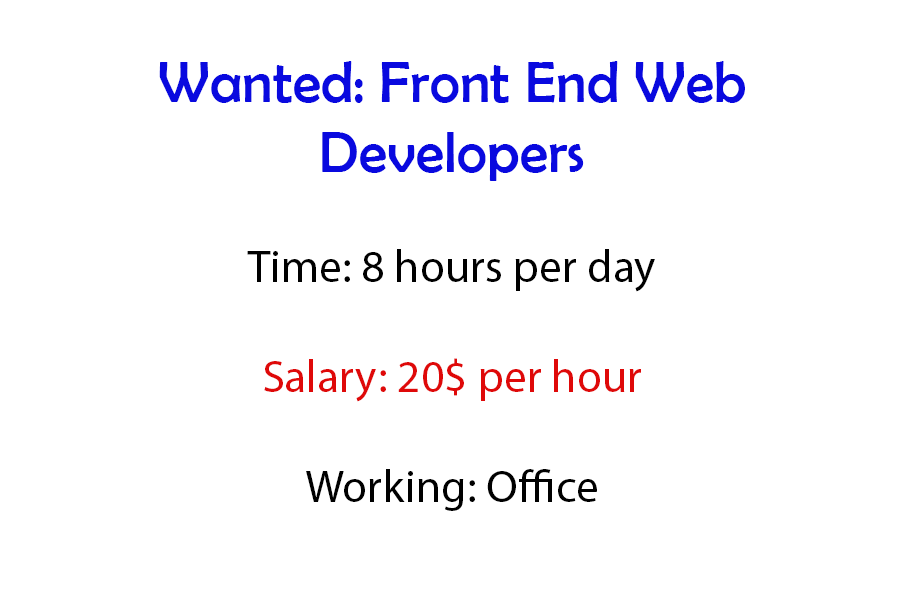 Wanted: Front End Web
Developers
Time: 8 hours per day
Salary: 20$ per hour
Working: Office